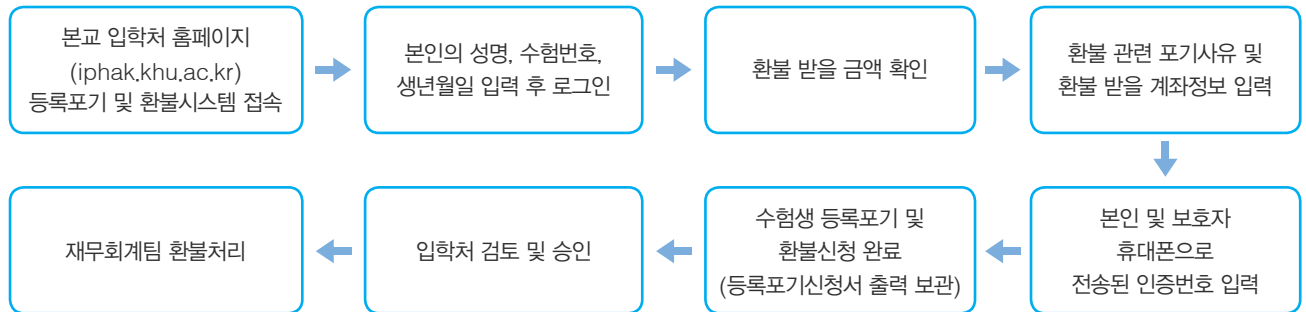 본교 입학처 홈페이지
(iphak.khu.ac.kr)
등록포기 및 환불시스템 접속
본인의 성명, 수험번호,
생년월일 입력 후 로그인
환불 받을 금액 확인
환불 관련 포기사유 및
환불 받을 계좌정보 입력
본인 및 보호자
휴대폰으로
전송된 인증번호 입력
수험생 등록포기 및
환불신청 완료
(등록포기신청서 출력 보관)
입학처 검토 및 승인
재무회계팀 환불처리